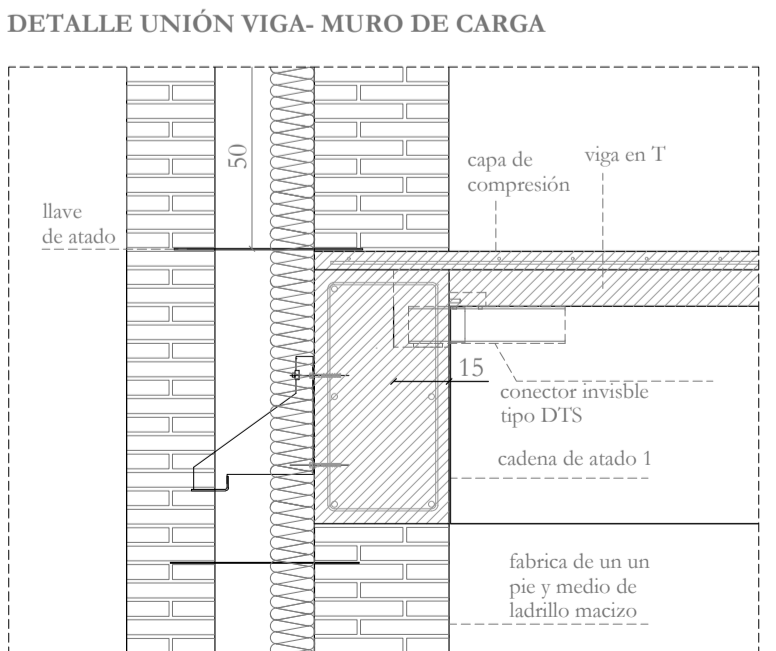 DETALLE UNIÓN VIGA- MURO DE CARGA
50
llave
de atado
capa de
compresión
viga en T
15
conector invisble
tipo DTS
cadena de atado 1
fabrica de un un
pie y medio de
ladrillo macizo